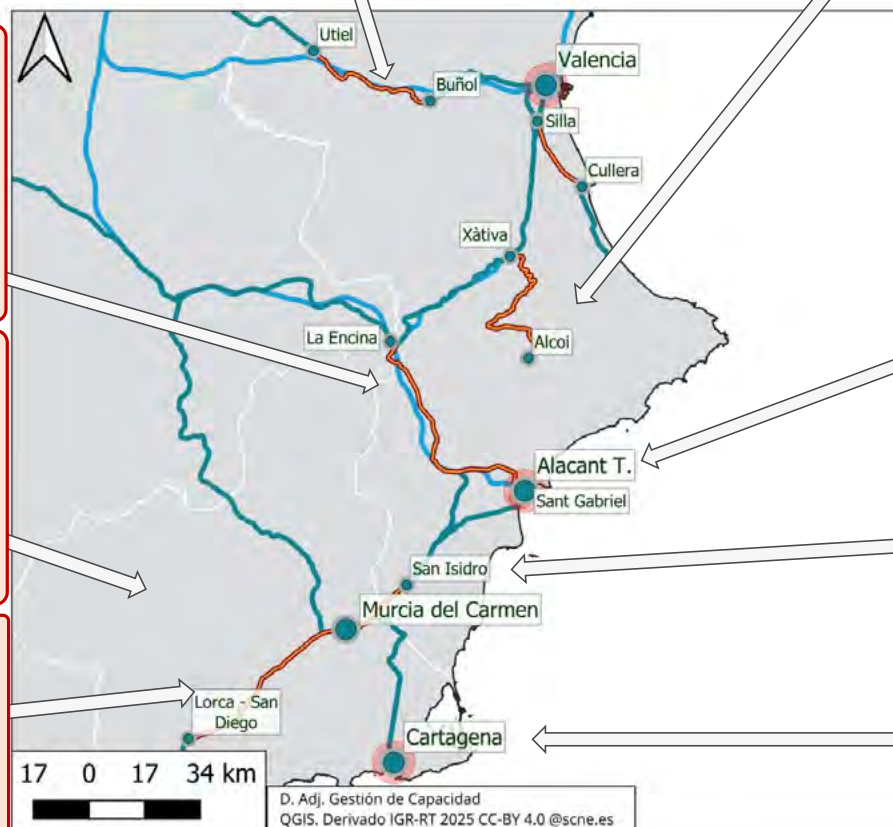 Utiel
Valencia
Buñol
Silla
Cullera
Xàtiva
La Encina
Alcoi
Alacant T.
Sant Gabriel
San Isidro
Murcia del Carmen
Lorca - San
Diego
Cartagena
17 0 17 34 km
D. Adj. Gestión de Capacidad
QGIS. Derivado IGR-RT 2025 CC-BY 4.0 @scne.es